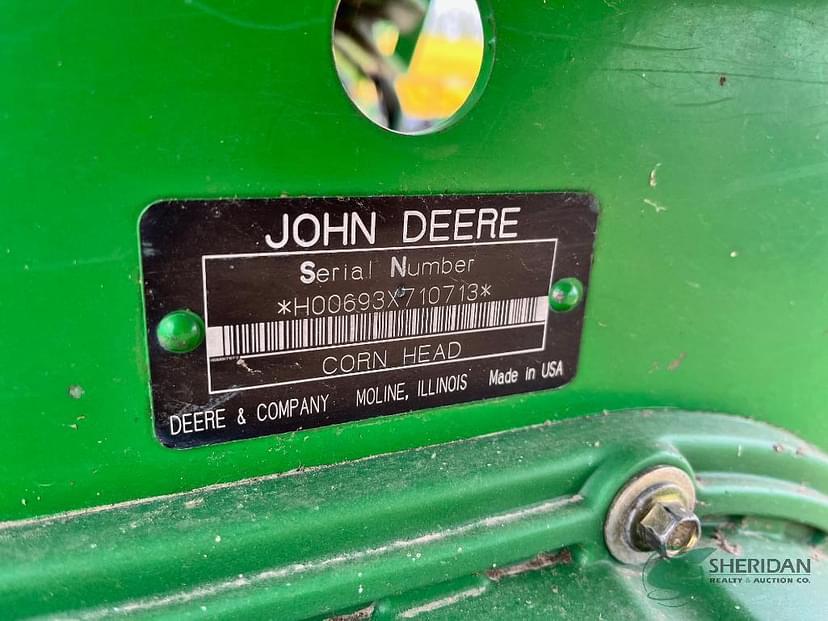 JOHN DEERE
Serial Number
*H00693X710713*
CORN HEAD
DEERE & COMPANY MOLINE, ILLINOIS Made in USA
SHERIDAN
REALTY & AUCTION CO.